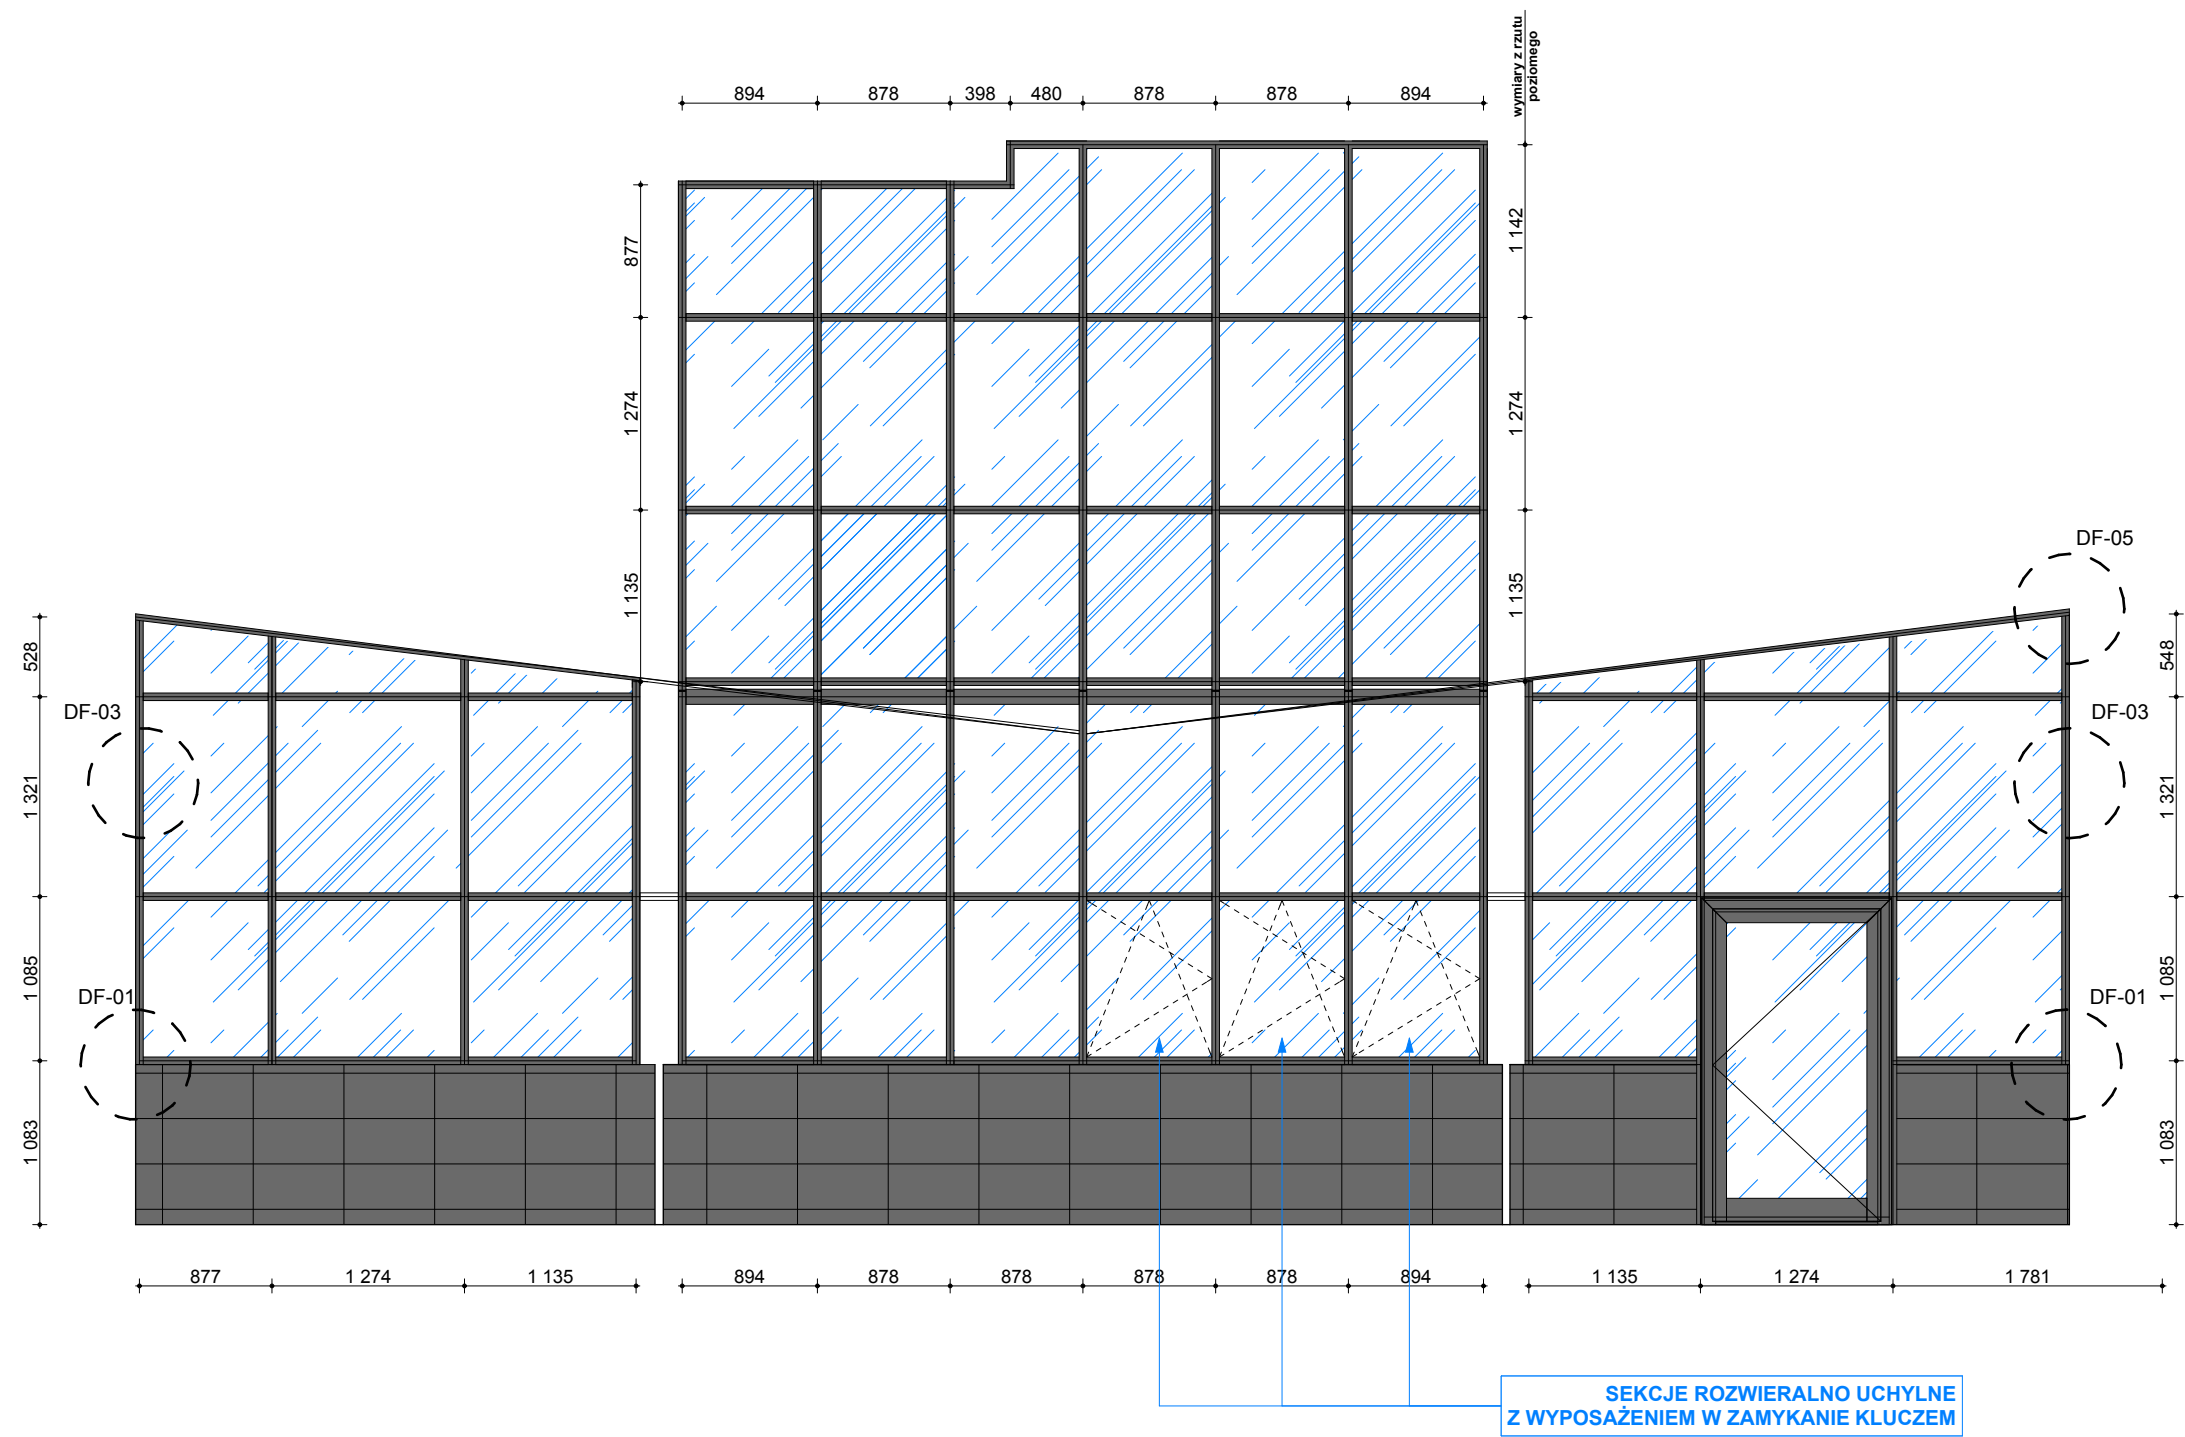 wymiary z rzutu
poziomego
894 878 398 480 878 878 894
877
1 142
1 274
1 274
1 135
1 135
DF-05
528
548
DF-03
DF-03
1 321
1 321
1 085
1 085
DF-01
DF-01
1 083
1 083
877 1 274 1 135 894 878 878 878 878 894 1 135 1 274 1 781
SEKCJE ROZWIERALNO UCHYLNE
Z WYPOSAŻENIEM W ZAMYKANIE KLUCZEM